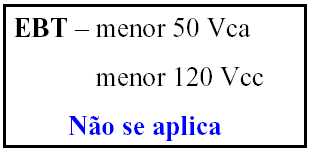 EBT – menor 50 Vca
menor 120 Vcc
Não se aplica